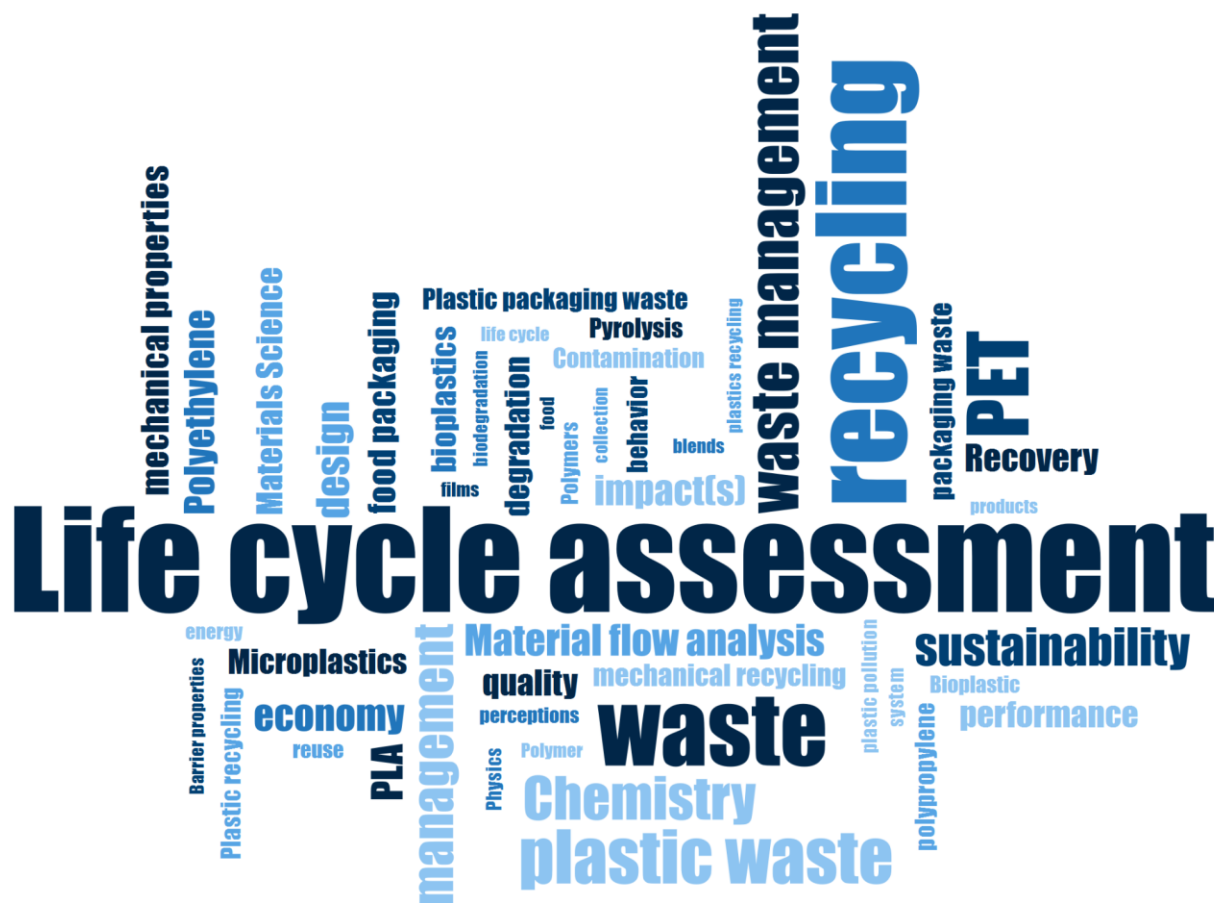 waste management
recycling
mechanical properties
Polyethylene
Materials Science
design
food packaging
Plastic packaging waste
bioplastics
life cycle
Pyrolysis
Contamination
biodegradation
degradation
food
Polymers
collection
behavior
blends
plastics recycling
films
impact(s)
packaging waste
PET
Recovery
products
Life cycle assessment
energy
Microplastics
Barrier properties
Plastic recycling
economy
reuse
PLA
management
Material flow analysis
quality
mechanical recycling
perceptions
waste
Physics
Polymer
Chemistry
plastic waste
plastic pollution
system
sustainability
Bioplastic
performance
polypropylene